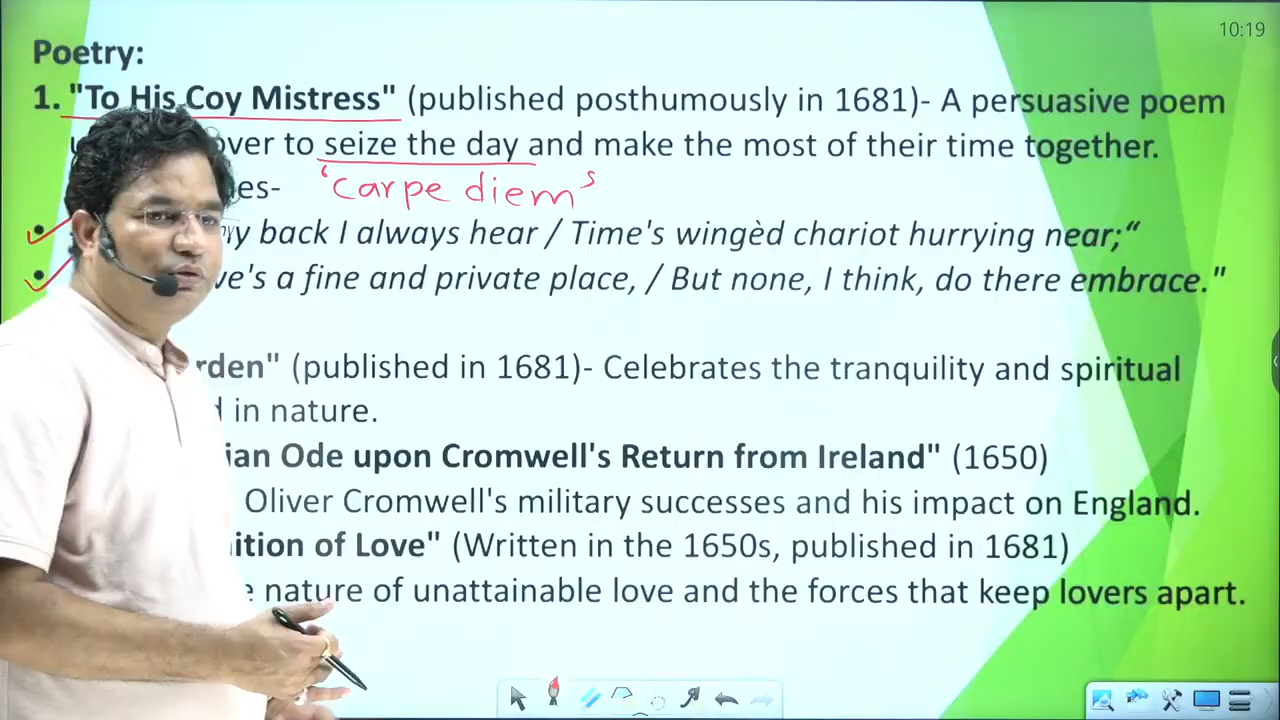 10:19
Poetry:
1. "To His Coy Mistress" (published posthumously in 1681)- A persuasive poem
over to seize the day and make the most of their time together.
es- 'carpe diem'
my back I always hear / Time's wingèd chariot hurrying near;“
ve's a fine and private place, / But none, I think, do there embrace."
rden" (published in 1681)- Celebrates the tranquility and spiritual
d in nature.
ian Ode upon Cromwell's Return from Ireland" (1650)
Oliver Cromwell's military successes and his impact on England.
ition of Love" (Written in the 1650s, published in 1681)
e nature of unattainable love and the forces that keep lovers apart.